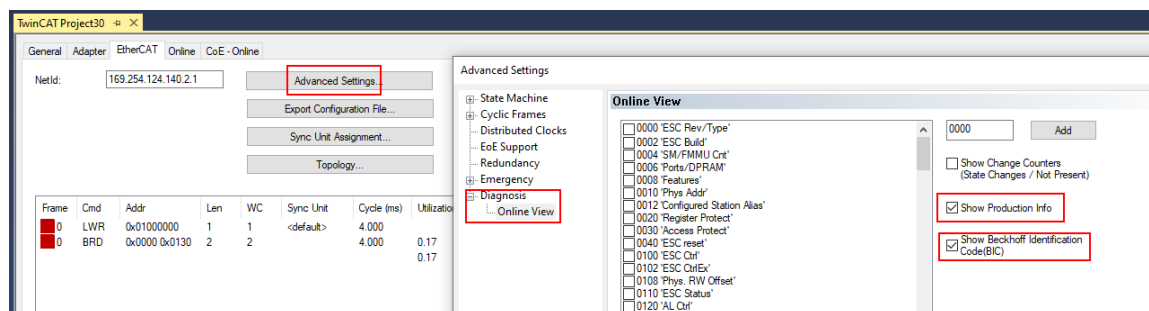 TwinCAT Project30
General Adapter EtherCAT Online CoE - Online
NetId: 169.254.124.140.2.1
Advanced Settings...
Export Configuration File...
Sync Unit Assignment...
Topology...
Frame Cmd Addr Len WC Sync Unit Cycle (ms) Utilizatio
0 LWR 0x01000000 1 1 <default> 4.000
0 BRD 0x0000 0x0130 2 2 4.000 0.17
0.17
Advanced Settings
State Machine
Cyclic Frames
Distributed Clocks
EoE Support
Redundancy
Emergency
Diagnosis
Online View
Online View
0000 'ESC Rev/Type'
0002 'ESC Build'
0004 'SM/FMMU Cnt'
0006 'Ports/DPRAM'
0008 'Features'
0010 'Phys Addr'
0012 'Configured Station Alias'
0020 'Register Protect'
0030 'Access Protect'
0040 'ESC reset'
0100 'ESC Ctrl'
0102 'ESC CtrlEx'
0108 'Phys. RW Offset'
0110 'ESC Status'
0120 'AL Ctrl'
0000 Add
Show Change Counters
(State Changes / Not Present)
Show Production Info
Show Beckhoff Identification
Code(BIC)